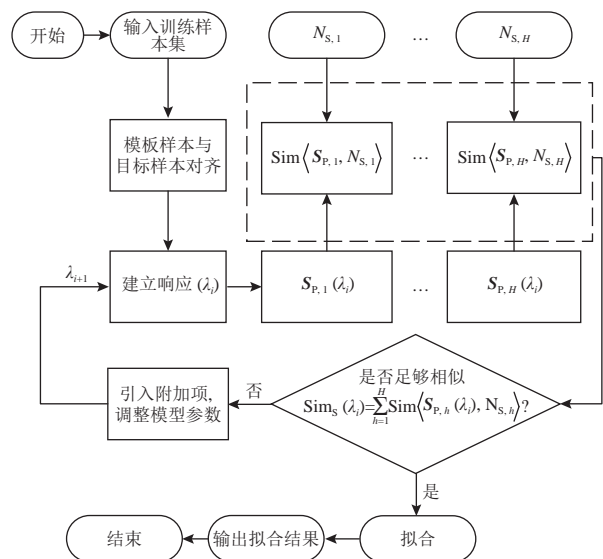 开始
输入训练样
本集
N_{S, 1}
…
N_{S, H}
模板样本与
目标样本对齐
Sim⟨S_{P, 1}, N_{S, 1}⟩
…
Sim⟨S_{P, H}, N_{S, H}⟩
λ_{i+1}
建立响应 (λ_i)
S_{P, 1} (λ_i)
…
S_{P, H} (λ_i)
引入附加项,
调整模型参数
否
是否足够相似
Sim_S (λ_i)=∑_{h=1}^{H}Sim⟨S_{P, h} (λ_i), N_{S, h}⟩?
是
结束
输出拟合结果
拟合